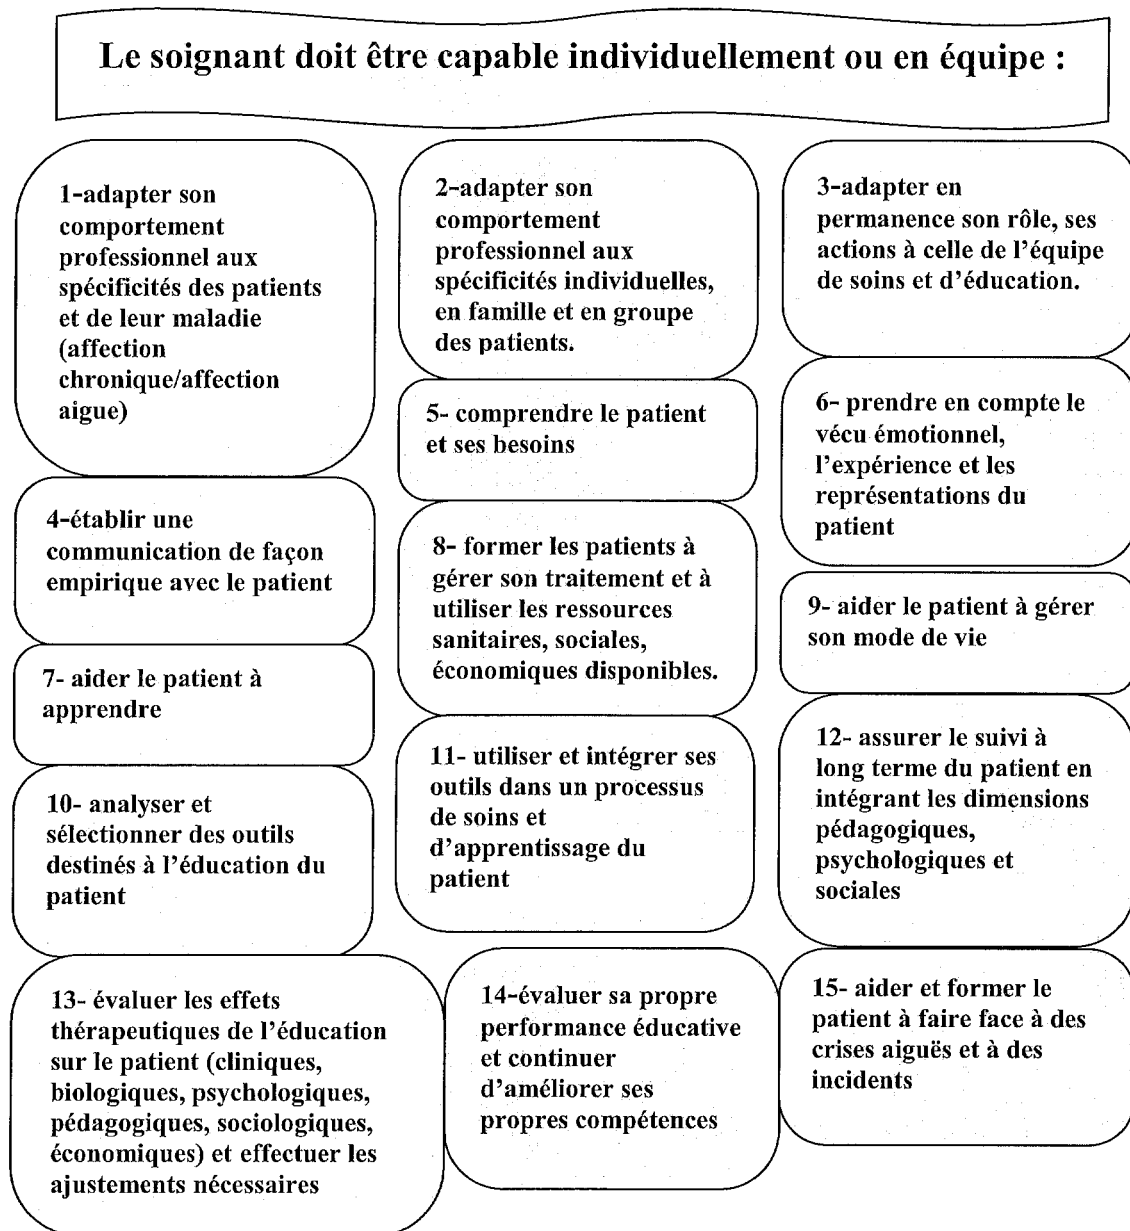 Le soignant doit être capable individuellement ou en équipe :
1-adapter son
comportement
professionnel aux
spécificités des patients
et de leur maladie
(affection
chronique/affection
aigue)
2-adapter son
comportement
professionnel aux
spécificités individuelles,
en famille et en groupe
des patients.
3-adapter en
permanence son rôle, ses
actions à celle de l'équipe
de soins et d'éducation.
4-établir une
communication de façon
empirique avec le patient
5- comprendre le patient
et ses besoins
6- prendre en compte le
vécu émotionnel,
l'expérience et les
représentations du
patient
7- aider le patient à
apprendre
8- former les patients à
gérer son traitement et à
utiliser les ressources
sanitaires, sociales,
économiques disponibles.
9- aider le patient à gérer
son mode de vie
10- analyser et
sélectionner des outils
destinés à l'éducation du
patient
11- utiliser et intégrer ses
outils dans un processus
de soins et
d'apprentissage du
patient
12- assurer le suivi à
long terme du patient en
intégrant les dimensions
pédagogiques,
psychologiques et
sociales
13- évaluer les effets
thérapeutiques de l'éducation
sur le patient (cliniques,
biologiques, psychologiques,
pédagogiques, sociologiques,
économiques) et effectuer les
ajustements nécessaires
14-évaluer sa propre
performance éducative
et continuer
d'améliorer ses
propres compétences
15- aider et former le
patient à faire face à des
crises aiguës et à des
incidents